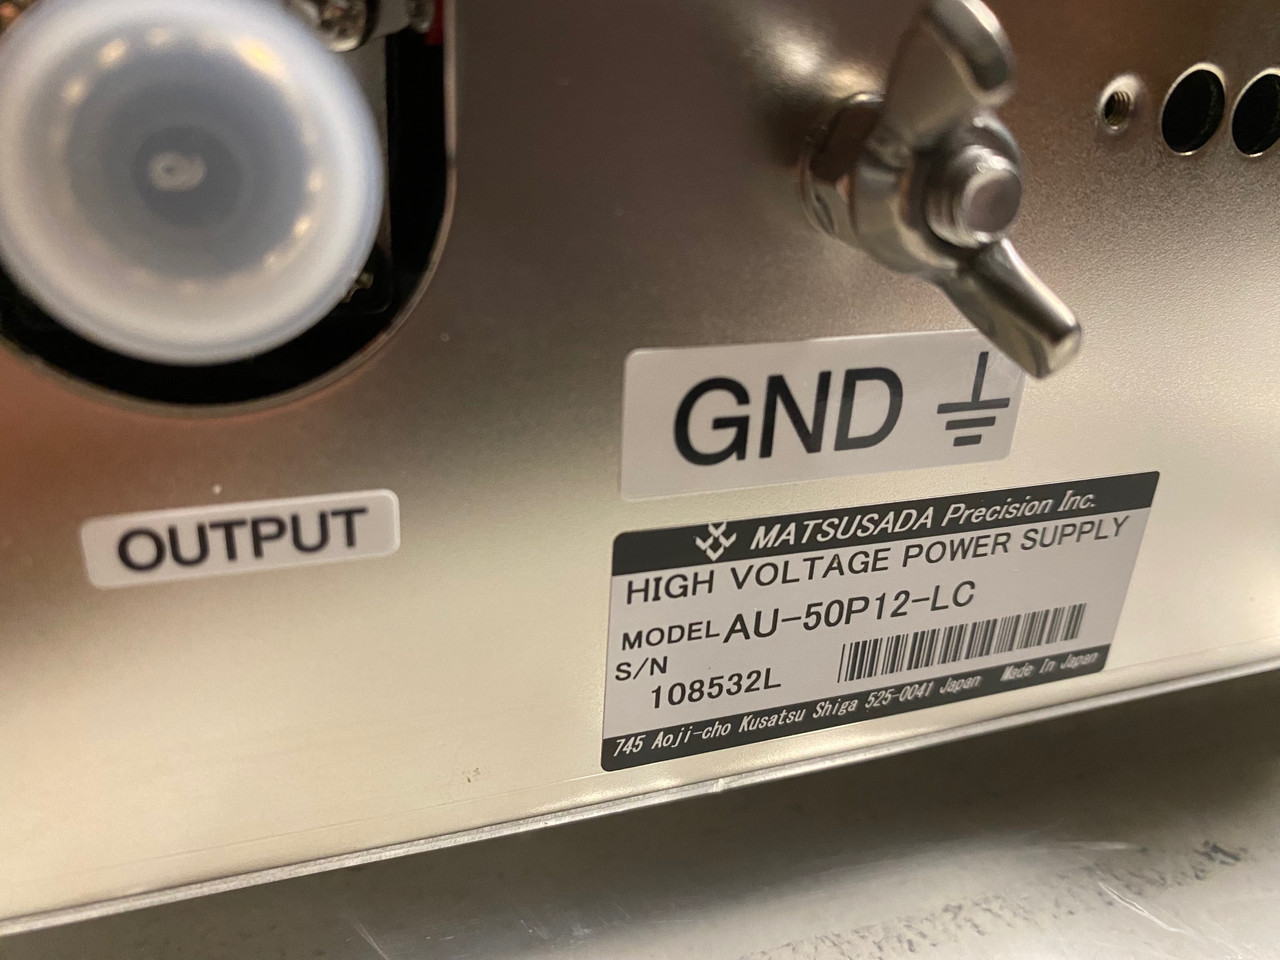 GND
OUTPUT
MATSUSADA Precision Inc.
HIGH VOLTAGE POWER SUPPLY
MODEL AU-50P12-LC
S/N
108532L
745 Aoji-cho Kusatsu Shiga 525-0041 Japan Made In Japan